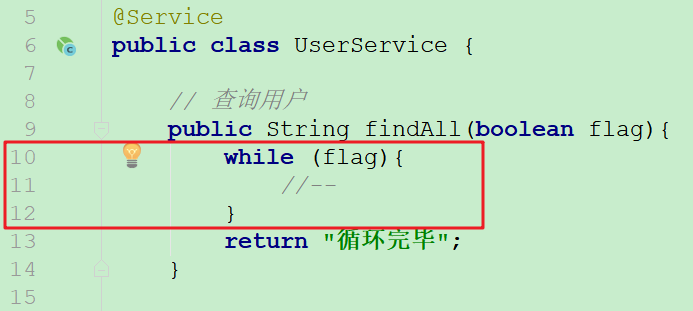 5 @Service
6 public class UserService {
7
8 // 查询用户
9 public String findAll(boolean flag){
10 while (flag){
11 //--
12 }
13 return "循环完毕";
14 }
15